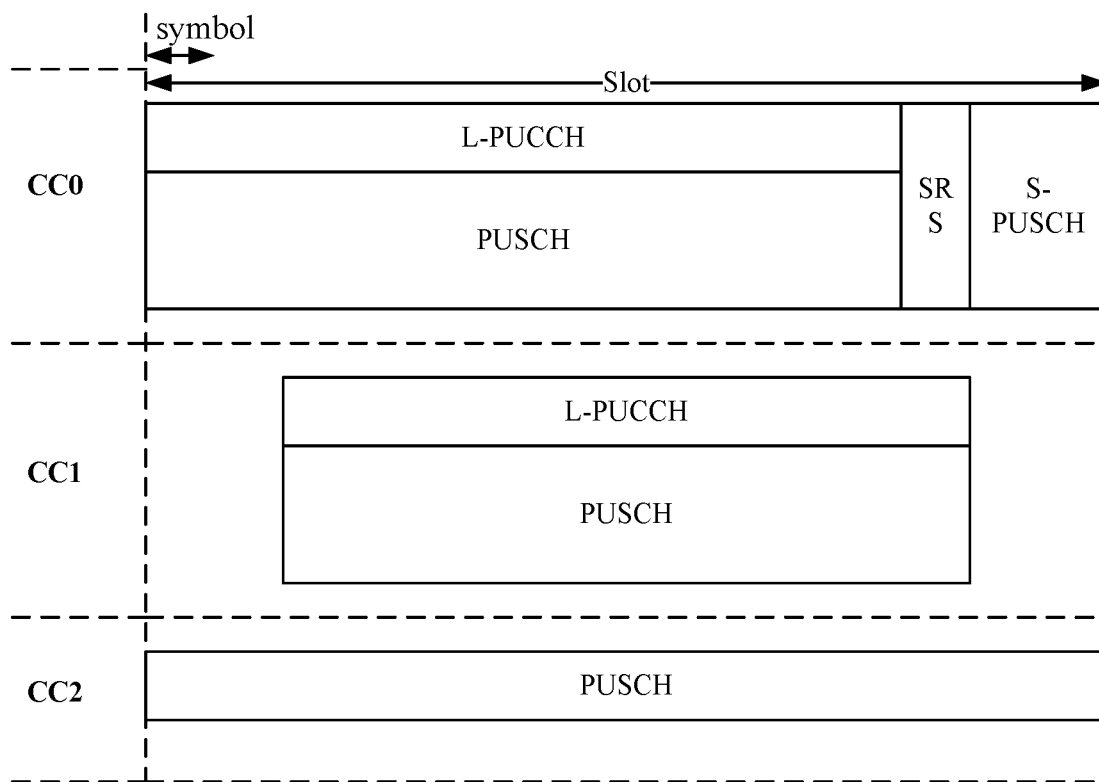 symbol
Slot
CC0
L-PUCCH
PUSCH
SR
S
S-
PUSCH
CC1
L-PUCCH
PUSCH
CC2
PUSCH